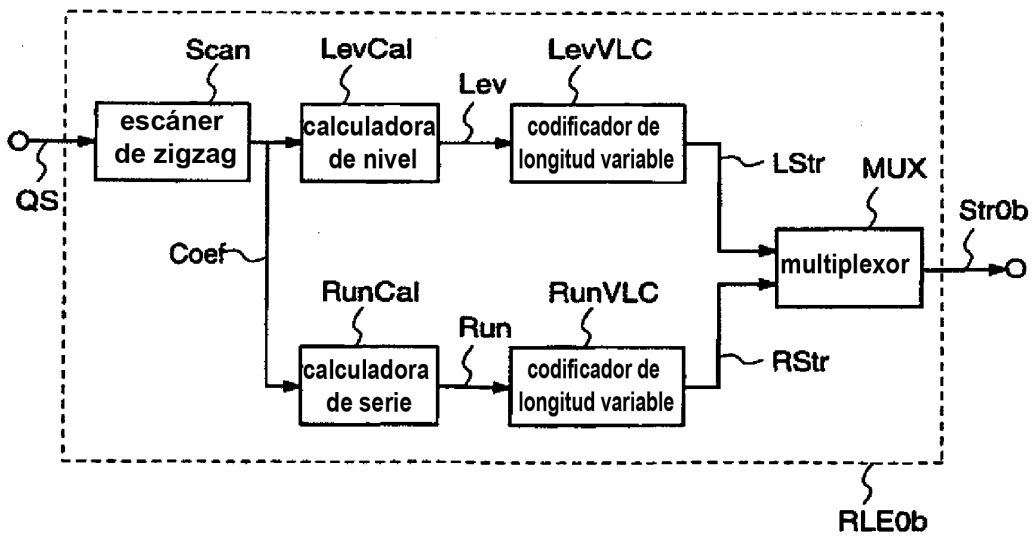 Scan
LevCal
LevVLC
Lev
escáner
de zigzag
calculadora
de nivel
codificador de
longitud variable
QS
LStr
MUX
Str0b
Coef
multiplexor
RunCal
RunVLC
Run
RStr
calculadora
de serie
codificador de
longitud variable
RLE0b